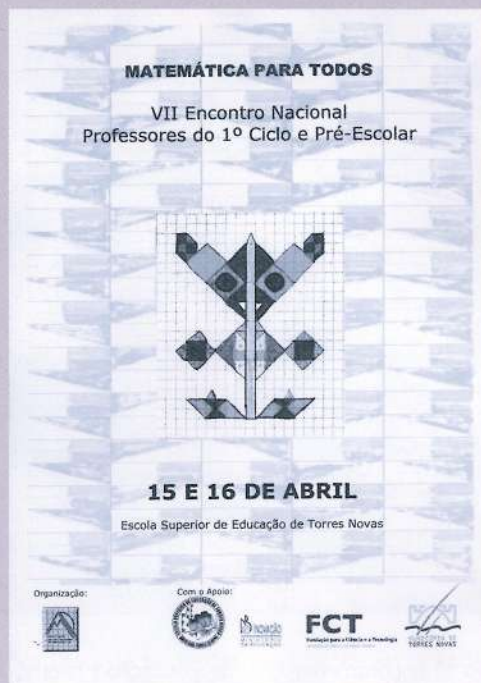 MATEMÁTICA PARA TODOS
VII Encontro Nacional
Professores do 1º Ciclo e Pré-Escolar
15 E 16 DE ABRIL
Escola Superior de Educação de Torres Novas
Organização:
Com o Apoio:
FCT
Fundação para a Ciência e a Tecnologia
TORRES NOVAS